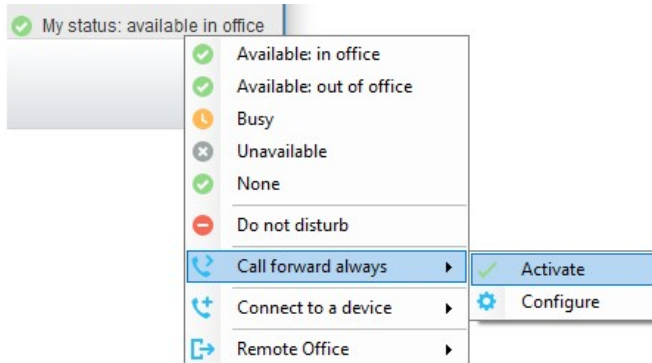 My status: available in office
Available: in office
Available: out of office
Busy
Unavailable
None
Do not disturb
Call forward always
Activate
Configure
Connect to a device
Remote Office